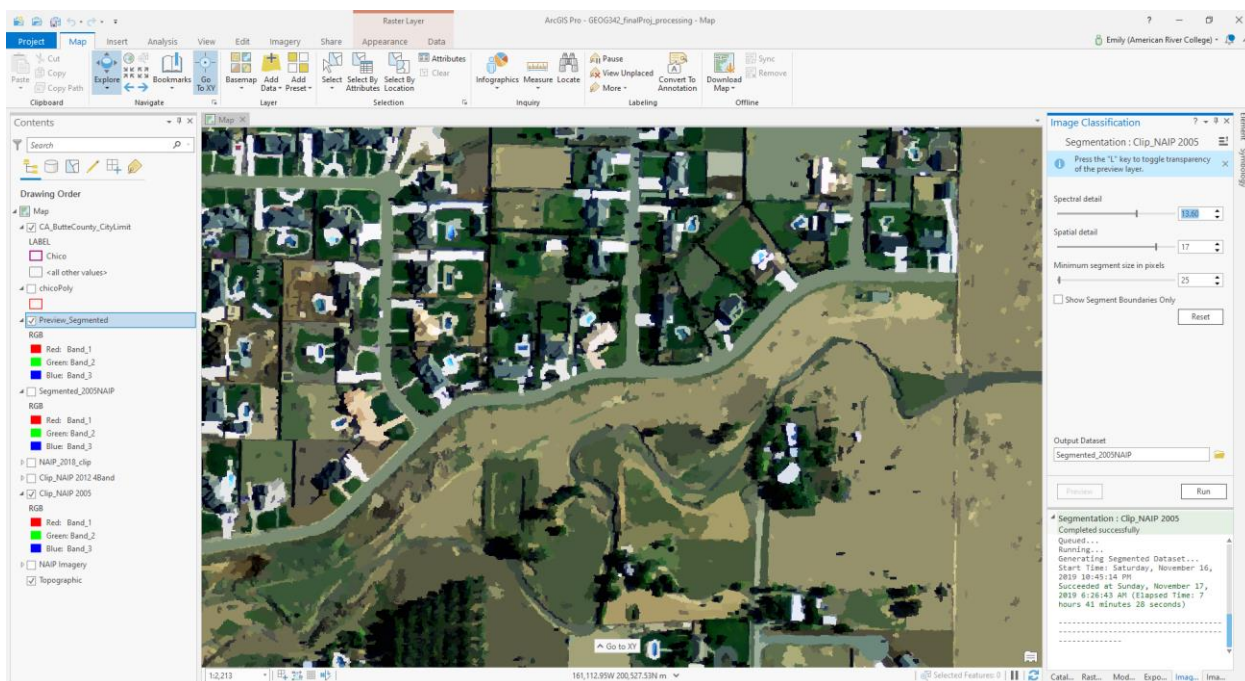 Raster Layer
ArcGIS Pro - GEOG342_finalProj_processing - Map
Project Map Insert Analysis View Edit Imagery Share Appearance Data
Emily (American River College)
Paste
Cut
Copy
Copy Path
Clipboard
Explore
Bookmarks
Go To XY
Navigate
Basemap
Add Data
Add Preset
Layer
Select
Select By Attributes
Select By Location
Attributes
Clear
Selection
Infographics
Measure
Locate
Inquiry
Pause
View Unplaced
More
Convert To Annotation
Labeling
Download Map
Sync
Remove
Offline
Contents
Search
Drawing Order
Map
CA_ButteCounty_CityLimit
LABEL
Chico
<all other values>
chicoPoly
Preview_Segmented
RGB
Red: Band_1
Green: Band_2
Blue: Band_3
Segmented_2005NAIP
RGB
Red: Band_1
Green: Band_2
Blue: Band_3
NAIP_2018_clip
Clip_NAIP 2012 4Band
Clip_NAIP 2005
RGB
Red: Band_1
Green: Band_2
Blue: Band_3
NAIP Imagery
Topographic
Map
Go to XY
1:2,213
161,112.95W 200,527.53N m
Selected Features: 0
Image Classification
Segmentation : Clip_NAIP 2005
Press the "L" key to toggle transparency
of the preview layer.
Spectral detail
13.60
Spatial detail
17
Minimum segment size in pixels
25
Show Segment Boundaries Only
Reset
Output Dataset
Segmented_2005NAIP
Preview
Run
Segmentation : Clip_NAIP 2005
Completed successfully
Queued...
Running...
Generating Segmented Dataset...
Start Time: Saturday, November 16,
2019 10:45:14 PM
Succeeded at Sunday, November 17,
2019 6:26:43 AM (Elapsed Time: 7
hours 41 minutes 28 seconds)
Catal... Rast... Mod... Expo... Imag... Ima...
Element
Symbology